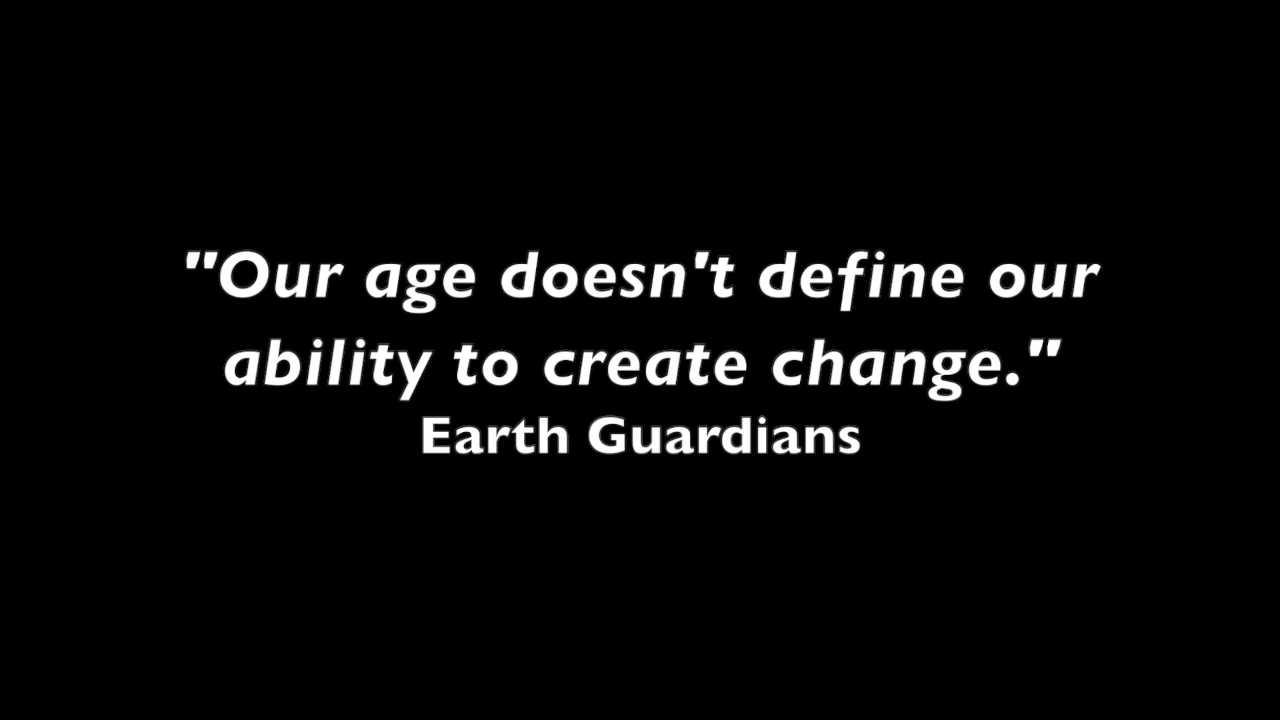 "Our age doesn't define our
ability to create change."
Earth Guardians